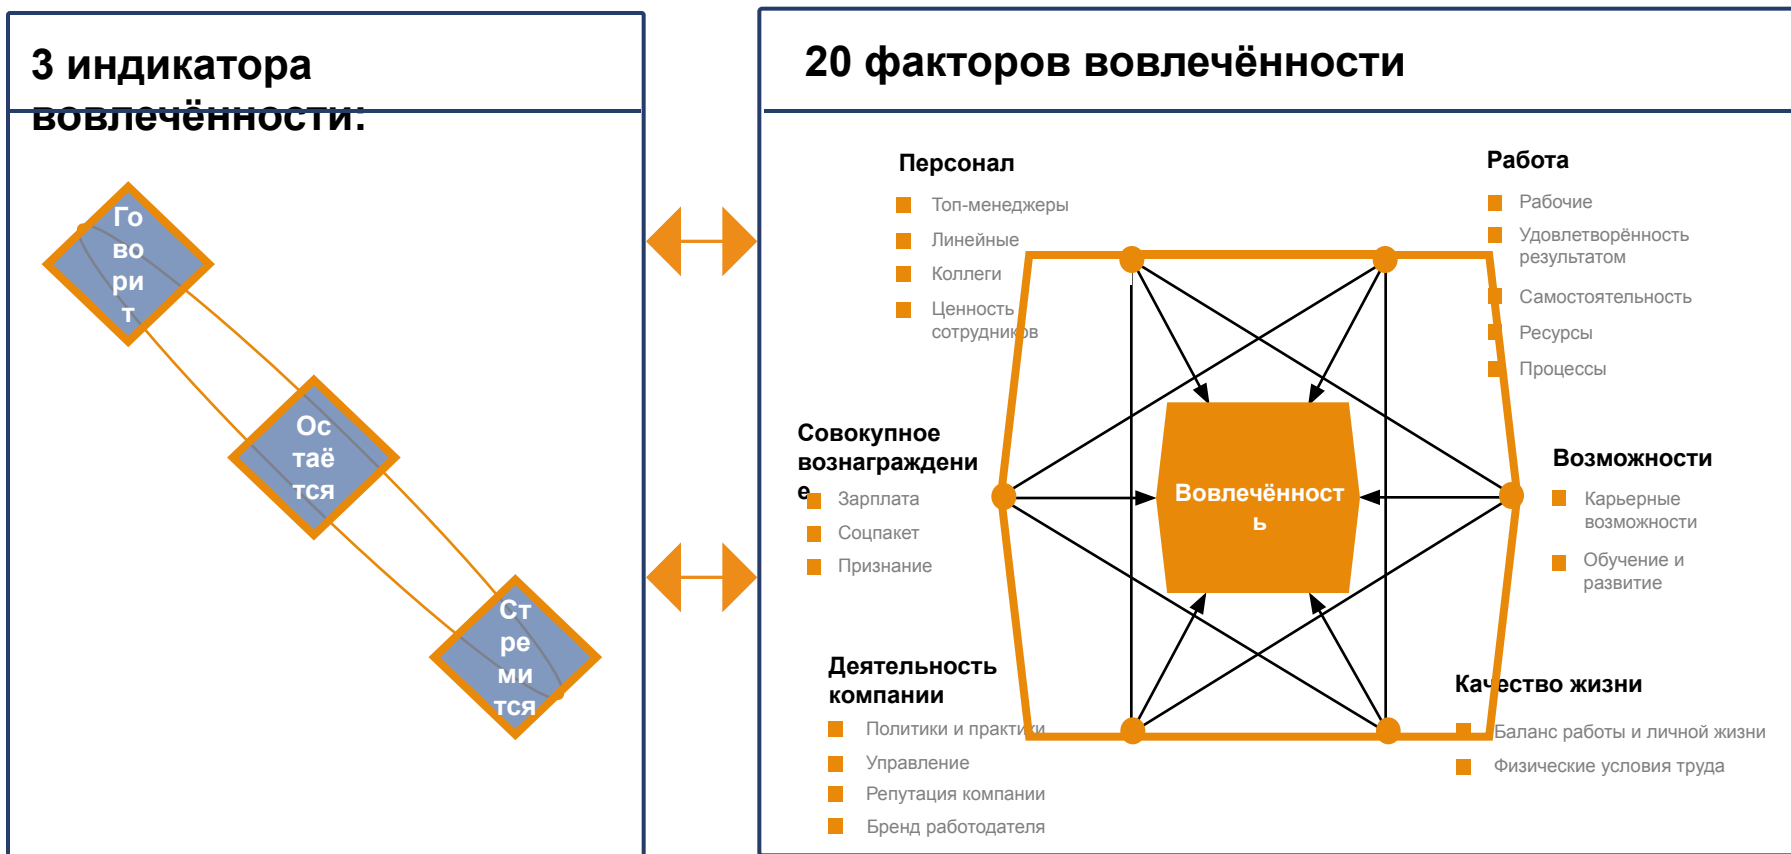 3 индикатора
вовлечённости:
Го
во
ри
т
Ос
таё
тся
Ст
ре
ми
тся
20 факторов вовлечённости
Персонал
Топ-менеджеры
Линейные
Коллеги
Ценность
сотрудников
Работа
Рабочие
Удовлетворённость
результатом
Самостоятельность
Ресурсы
Процессы
Совокупное
вознаграждени
е
Зарплата
Соцпакет
Признание
Вовлечённост
ь
Возможности
Карьерные
возможности
Обучение и
развитие
Деятельность
компании
Политики и практики
Управление
Репутация компании
Бренд работодателя
Качество жизни
Баланс работы и личной жизни
Физические условия труда